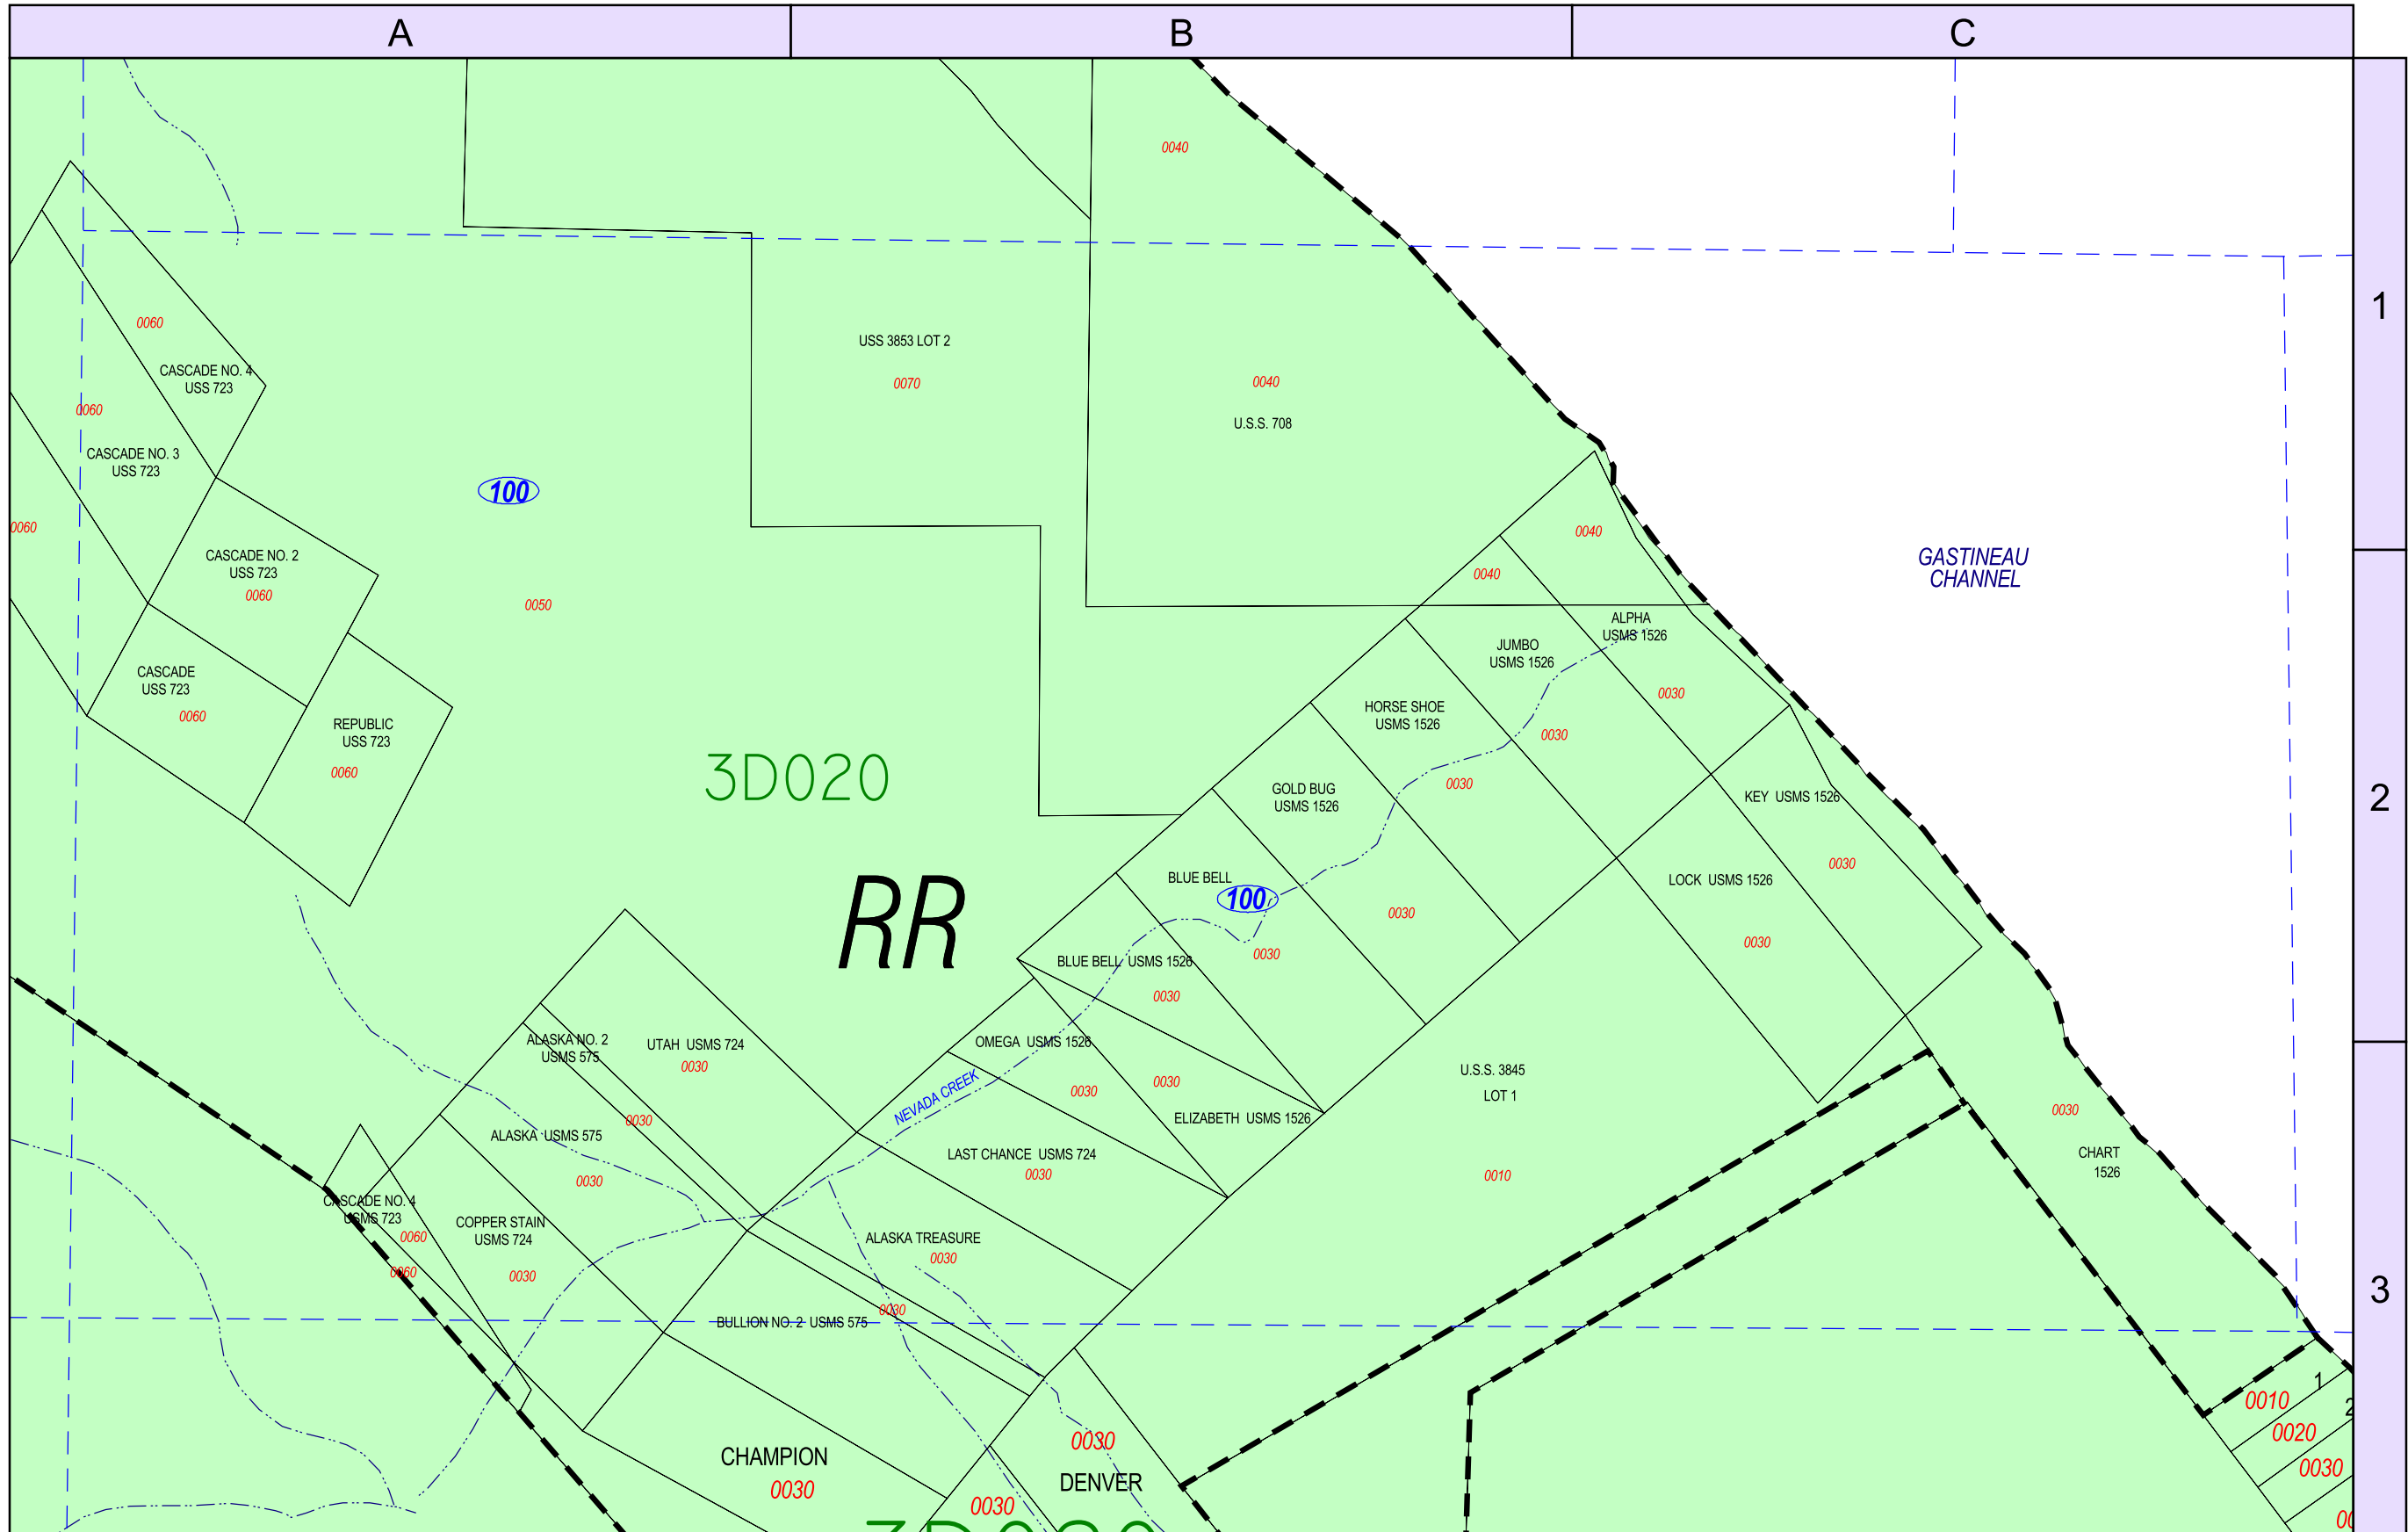 A
B
C
0040
1
0060
USS 3853 LOT 2
CASCADE NO. 4
USS 723
0070
0040
0060
U.S.S. 708
CASCADE NO. 3
USS 723
100
0060
0040
GASTINEAU
CHANNEL
CASCADE NO. 2
USS 723
0060
0040
0050
ALPHA
USMS 1526
JUMBO
USMS 1526
CASCADE
USS 723
0060
0030
HORSE SHOE
USMS 1526
REPUBLIC
USS 723
0030
0060
3D020
0030
GOLD BUG
USMS 1526
KEY USMS 1526
2
0030
BLUE BELL
LOCK USMS 1526
100
RR
0030
0030
0030
BLUE BELL USMS 1526
0030
ALASKA NO. 2
USMS 575
UTAH USMS 724
0030
OMEGA USMS 1526
NEVADA CREEK
0030
0030
U.S.S. 3845
LOT 1
ELIZABETH USMS 1526
0030
0030
ALASKA USMS 575
0030
LAST CHANCE USMS 724
0030
0010
CHART
1526
CASCADE NO. 4
USMS 723
0060
COPPER STAIN
USMS 724
ALASKA TREASURE
0030
0060
0030
3
0030
BULLION NO. 2 USMS 575
1
0010
2
0020
0030
CHAMPION
0030
0030
DENVER
0030